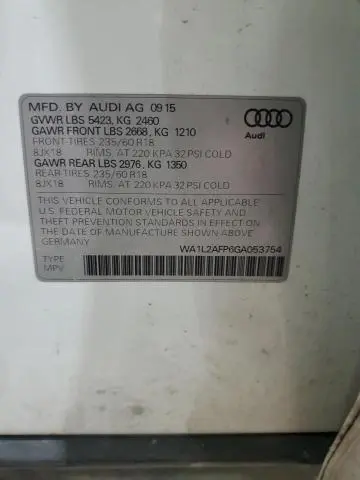 MFD. BY AUDI AG 09 15
GVWR LBS 5423, KG 2460
GAWR FRONT LBS 2668, KG 1210
FRONT-TIRES 235/60 R18
8JX18 RIMS, AT 220 KPA 32 PSI COLD
GAWR REAR LBS 2976, KG 1350
REAR-TIRES 235/60 R18
8JX18 RIMS, AT 220 KPA 32 PSI COLD
Audi
THIS VEHICLE CONFORMS TO ALL APPLICABLE
U.S. FEDERAL MOTOR VEHICLE SAFETY AND
THEFT PREVENTION STANDARDS IN EFFECT ON
THE DATE OF MANUFACTURE SHOWN ABOVE
GERMANY WA1L2AFP6GA053754
TYPE
MPV